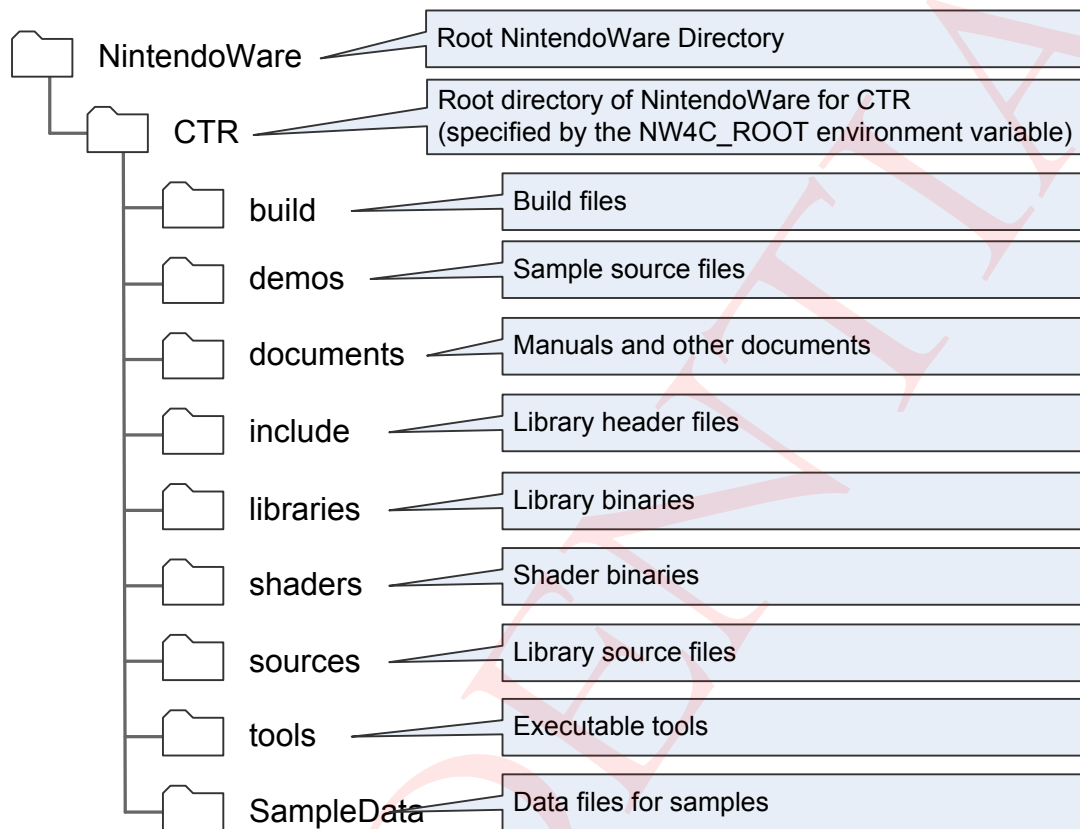 NintendoWare
Root NintendoWare Directory
CTR
Root directory of NintendoWare for CTR
(specified by the NW4C_ROOT environment variable)
build
Build files
demos
Sample source files
documents
Manuals and other documents
include
Library header files
libraries
Library binaries
shaders
Shader binaries
sources
Library source files
tools
Executable tools
SampleData
Data files for samples
DENTIA